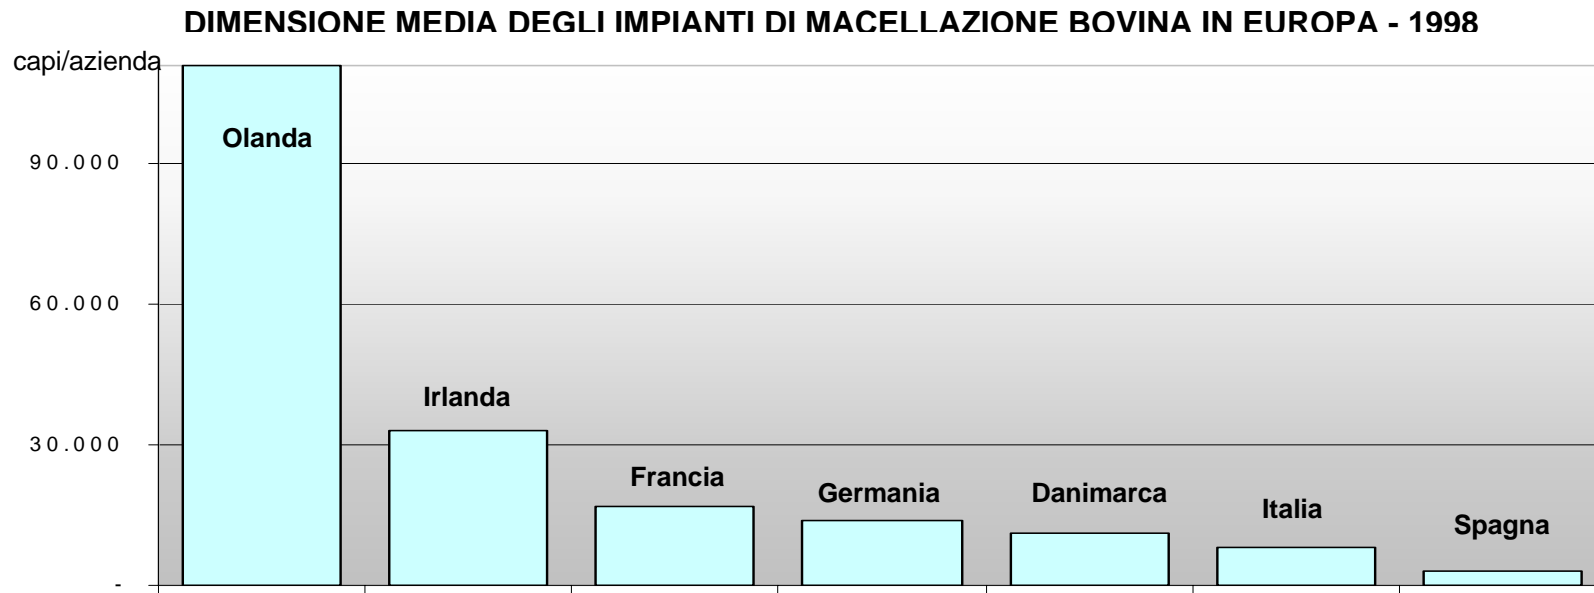 DIMENSIONE MEDIA DEGLI IMPIANTI DI MACELLAZIONE BOVINA IN EUROPA - 1998
capi/azienda
Olanda
90.000
60.000
Irlanda
30.000
Francia
Germania
Danimarca
Italia
Spagna
-